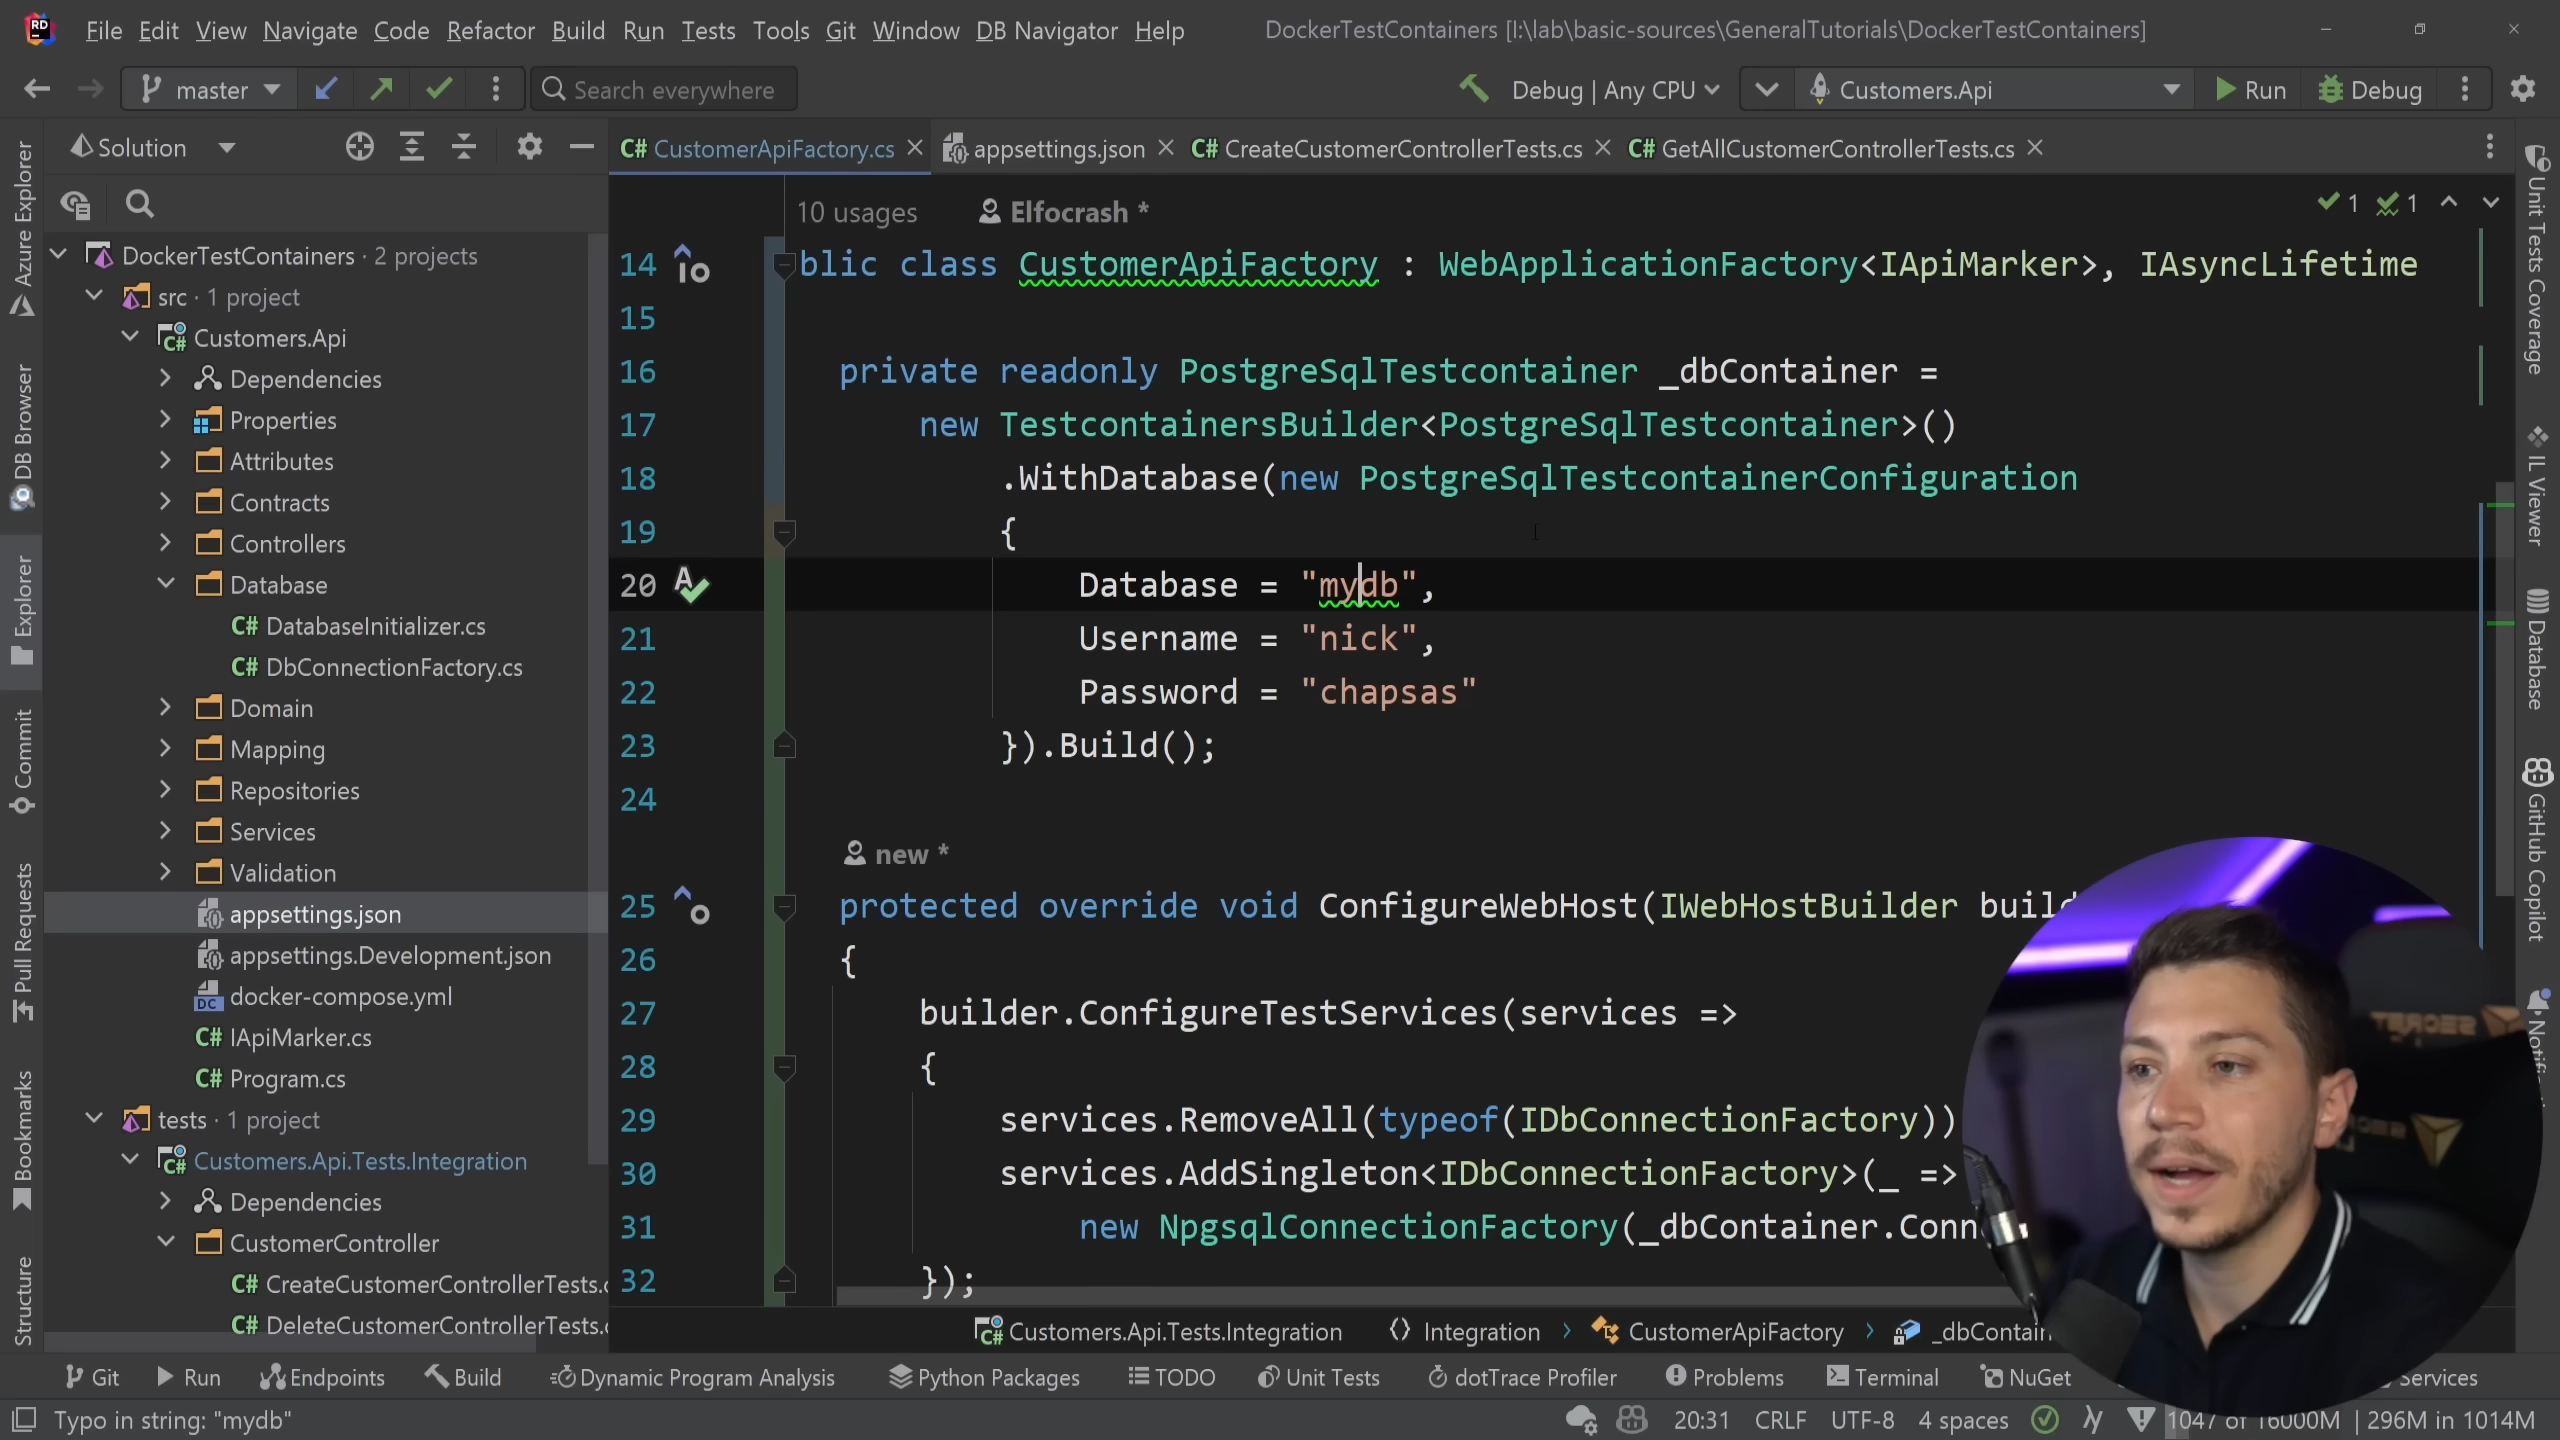 RD File Edit View Navigate Code Refactor Build Run Tests Tools Git Window DB Navigator Help DockerTestContainers [I:\lab\basic-sources\GeneralTutorials\DockerTestContainers]
master Search everywhere Debug | Any CPU Customers.Api Run Debug
Solution
C# CustomerApiFactory.cs appsettings.json C# CreateCustomerControllerTests.cs C# GetAllCustomerControllerTests.cs
Azure Explorer
DB Browser
Explorer
Commit
Pull Requests
Bookmarks
Structure
DockerTestContainers · 2 projects
src · 1 project
Customers.Api
Dependencies
Properties
Attributes
Contracts
Controllers
Database
C# DatabaseInitializer.cs
C# DbConnectionFactory.cs
Domain
Mapping
Repositories
Services
Validation
appsettings.json
appsettings.Development.json
DC docker-compose.yml
C# IApiMarker.cs
C# Program.cs
tests · 1 project
Customers.Api.Tests.Integration
Dependencies
CustomerController
C# CreateCustomerControllerTests.
C# DeleteCustomerControllerTests.
10 usages Elfocrash * 1 1
14 blic class CustomerApiFactory : WebApplicationFactory<IApiMarker>, IAsyncLifetime
15
16 private readonly PostgreSqlTestcontainer _dbContainer =
17 new TestcontainersBuilder<PostgreSqlTestcontainer>()
18 .WithDatabase(new PostgreSqlTestcontainerConfiguration
19 {
20 Database = "mydb",
21 Username = "nick",
22 Password = "chapsas"
23 }).Build();
24
new *
25 protected override void ConfigureWebHost(IWebHostBuilder build
26 {
27 builder.ConfigureTestServices(services =>
28 {
29 services.RemoveAll(typeof(IDbConnectionFactory))
30 services.AddSingleton<IDbConnectionFactory>(_ =>
31 new NpgsqlConnectionFactory(_dbContainer.Conn
32 });
Unit Tests Coverage
IL Viewer
Database
GitHub Copilot
Customers.Api.Tests.Integration Integration CustomerApiFactory _dbContain
Git Run Endpoints Build Dynamic Program Analysis Python Packages TODO Unit Tests dotTrace Profiler Problems Terminal NuGet Services
Typo in string: "mydb" 20:31 CRLF UTF-8 4 spaces 1047 of 16000M | 296M in 1014M